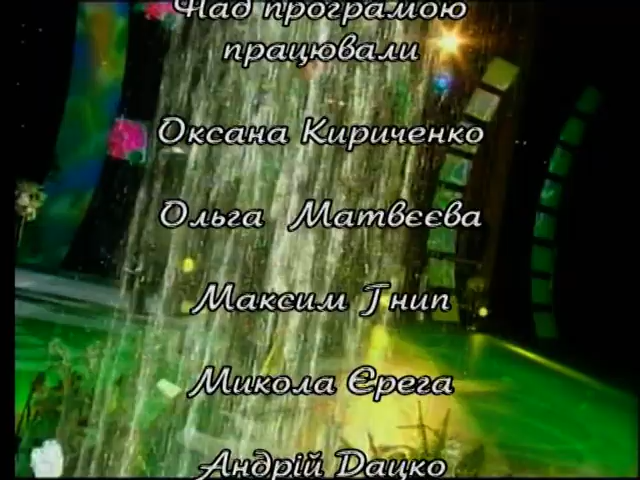 Над програмою
працювали
Оксана Кириченко
Ольга Матвєєва
Максим Гнип
Микола Єрега
Андрій Дацко